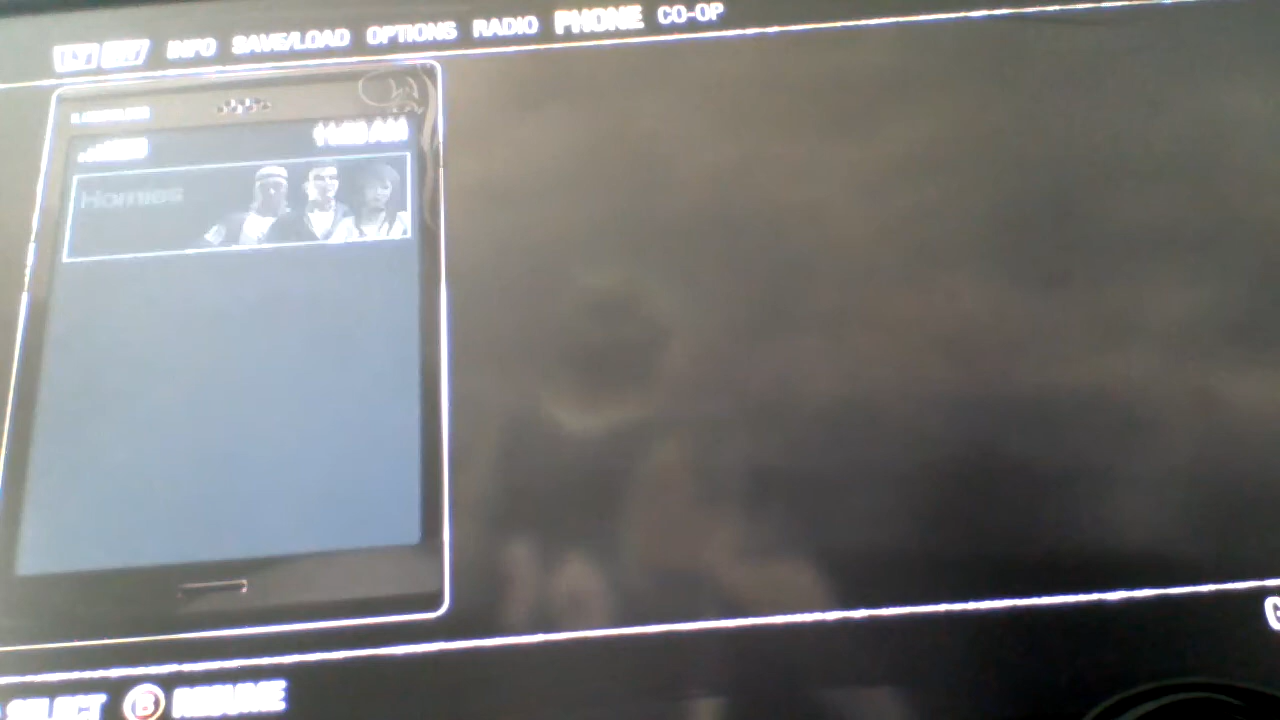 INFO SAVE/LOAD OPTIONS RADIO PHONE CO-OP
Homies
SELECT B RESUME